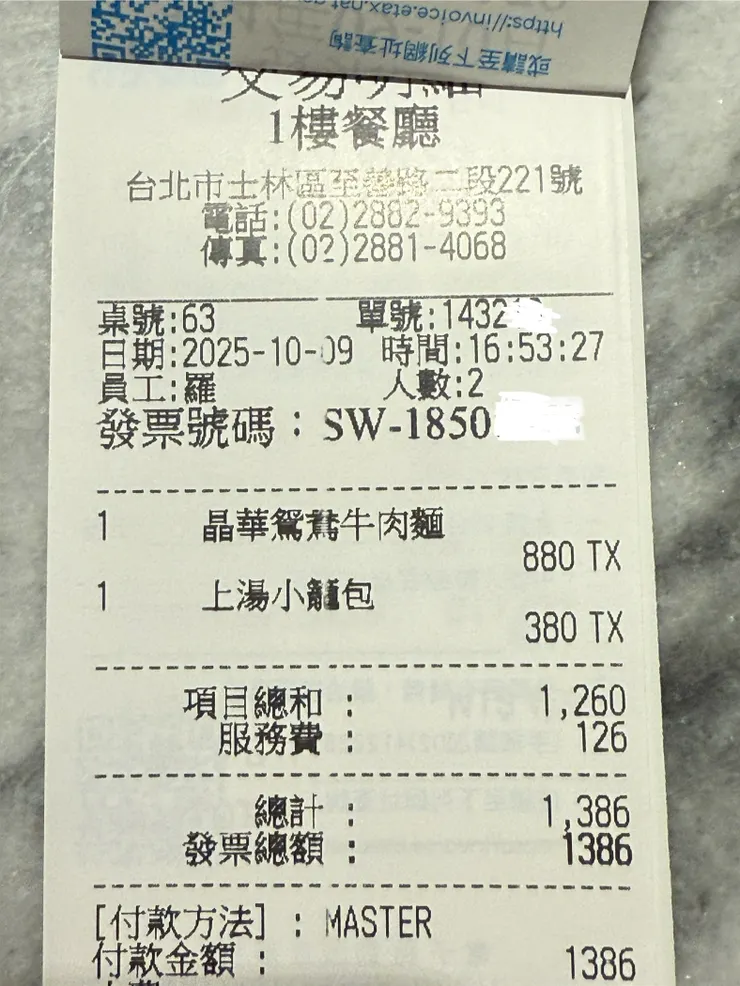 https://invoice.etax.nat.go
或請至下列網址查詢
交易明細
1樓餐廳
台北市士林區至善路二段221號
電話:(02)2882-9393
傳真:(02)2881-4068
桌號:63 單號:1432
日期:2025-10-09 時間:16:53:27
員工:羅 人數:2
發票號碼：SW-1850
1 晶華鴛鴦牛肉麵
880 TX
1 上湯小籠包
380 TX
項目總和： 1,260
服務費： 126
總計： 1,386
發票總額： 1386
[付款方法]：MASTER
付款金額： 1386